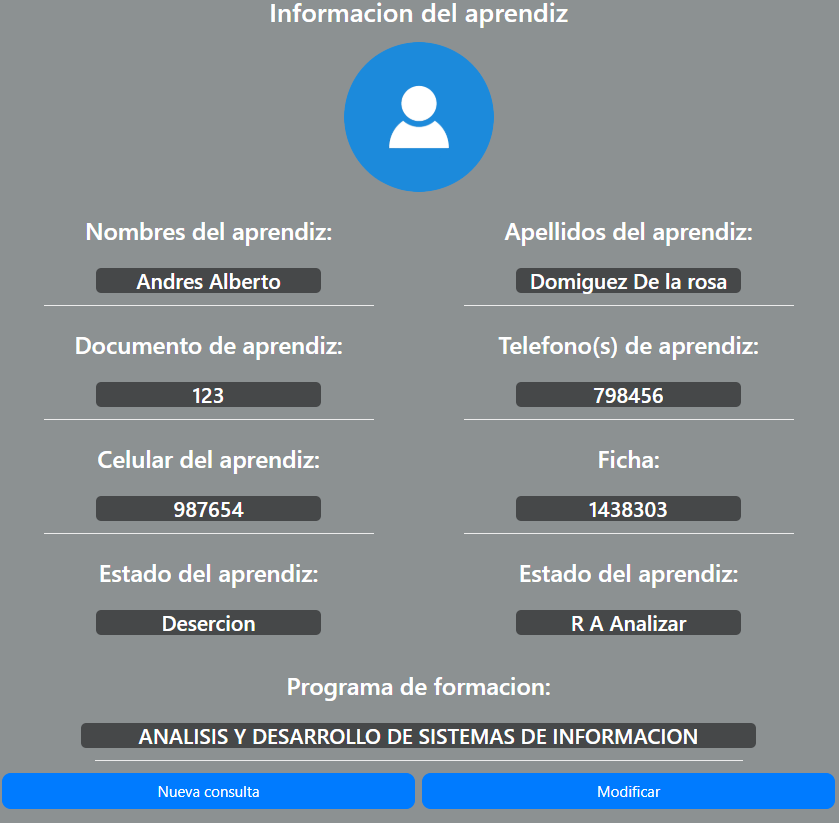 Informacion del aprendiz
Nombres del aprendiz:
Apellidos del aprendiz:
Andres Alberto
Domiguez De la rosa
Documento de aprendiz:
Telefono(s) de aprendiz:
123
798456
Celular del aprendiz:
Ficha:
987654
1438303
Estado del aprendiz:
Estado del aprendiz:
Desercion
R A Analizar
Programa de formacion:
ANALISIS Y DESARROLLO DE SISTEMAS DE INFORMACION
Nueva consulta
Modificar